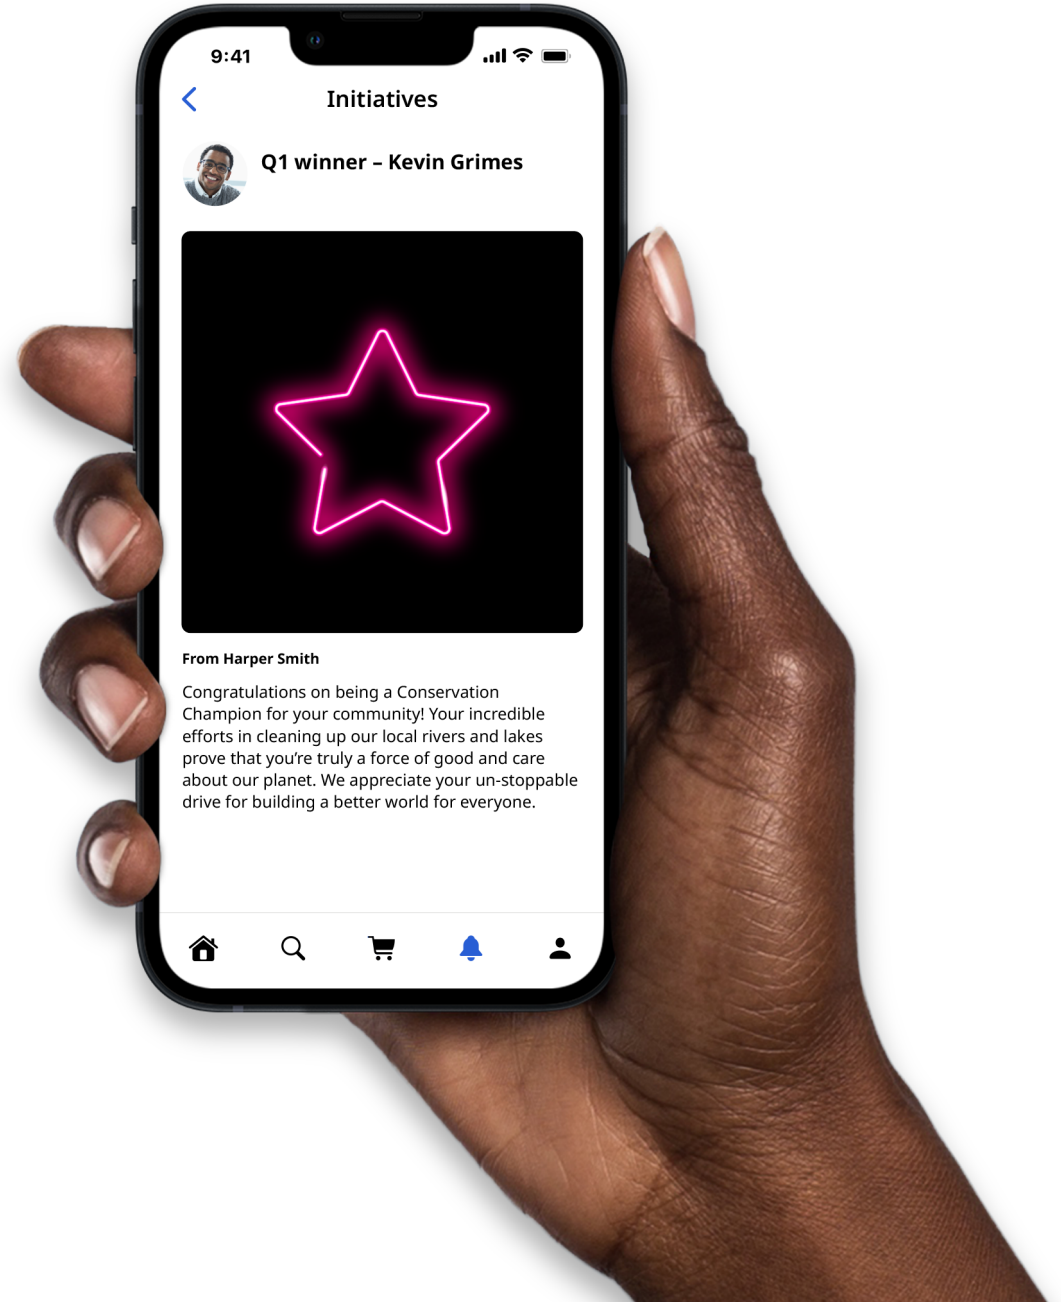 9:41
Initiatives
Q1 winner – Kevin Grimes
From Harper Smith
Congratulations on being a Conservation
Champion for your community! Your incredible
efforts in cleaning up our local rivers and lakes
prove that you’re truly a force of good and care
about our planet. We appreciate your un-stoppable
drive for building a better world for everyone.